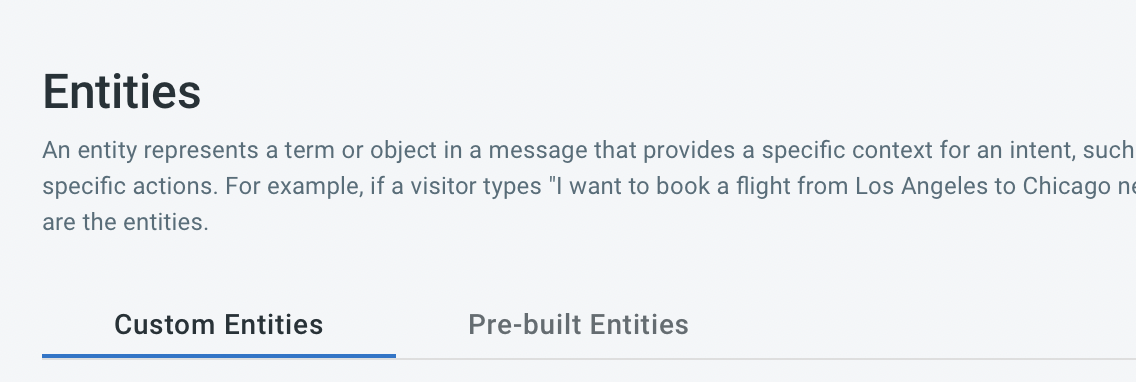 Entities
An entity represents a term or object in a message that provides a specific context for an intent, such
specific actions. For example, if a visitor types "I want to book a flight from Los Angeles to Chicago
are the entities.
Custom Entities
Pre-built Entities